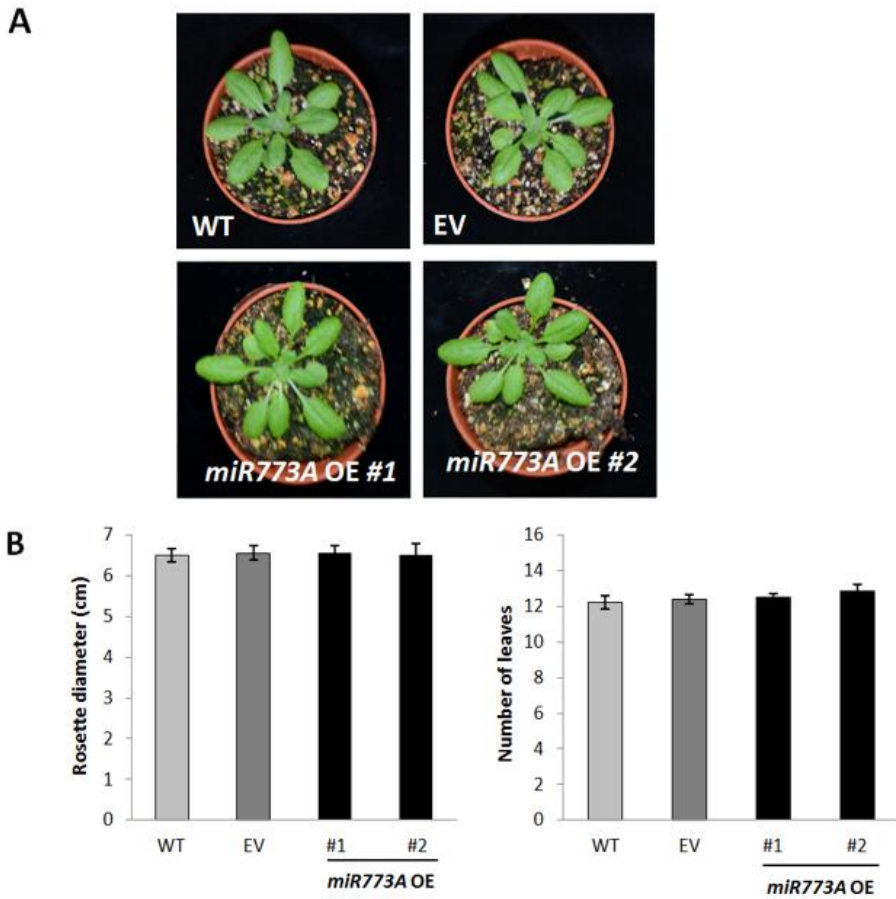 A
WT
EV
miR773A OE #1
miR773A OE #2
B
Rosette diameter (cm)
7
6
5
4
3
2
1
0
WT
EV
#1
#2
miR773A OE
Number of leaves
16
14
12
10
8
6
4
2
0
WT
EV
#1
#2
miR773A OE